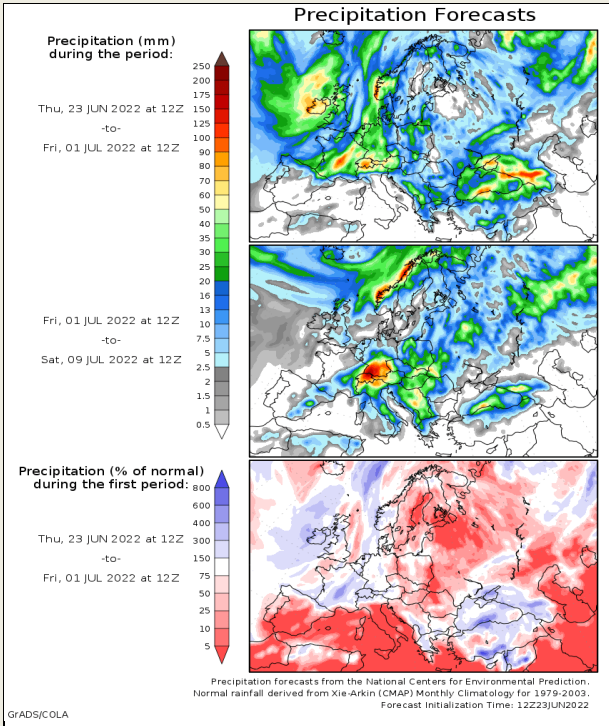 Precipitation Forecasts
Precipitation (mm)
during the period:
Thu, 23 JUN 2022 at 12Z
-to-
Fri, 01 JUL 2022 at 12Z
250
200
175
150
125
100
90
80
70
60
50
40
35
30
25
20
16
13
10
7.5
5
2.5
2
1.5
1
0.5
Fri, 01 JUL 2022 at 12Z
-to-
Sat, 09 JUL 2022 at 12Z
Precipitation (% of normal)
during the first period:
Thu, 23 JUN 2022 at 12Z
-to-
Fri, 01 JUL 2022 at 12Z
800
600
400
300
150
75
50
25
10
5
Precipitation forecasts from the National Centers for Environmental Prediction.
Normal rainfall derived from Xie-Arkin (CMAP) Monthly Climatology for 1979-2003.
Forecast Initialization Time: 12Z23JUN2022
GrADS/COLA